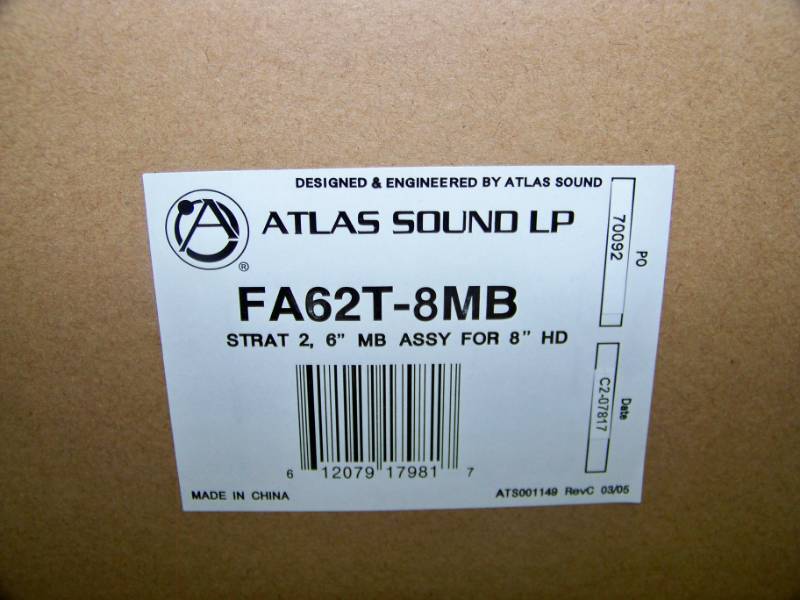 DESIGNED & ENGINEERED BY ATLAS SOUND
ATLAS SOUND LP
®
FA62T-8MB
STRAT 2, 6" MB ASSY FOR 8" HD
6 12079 17981 7
MADE IN CHINA
ATS001149 RevC 03/05
PO
70092
Date
C2-07817